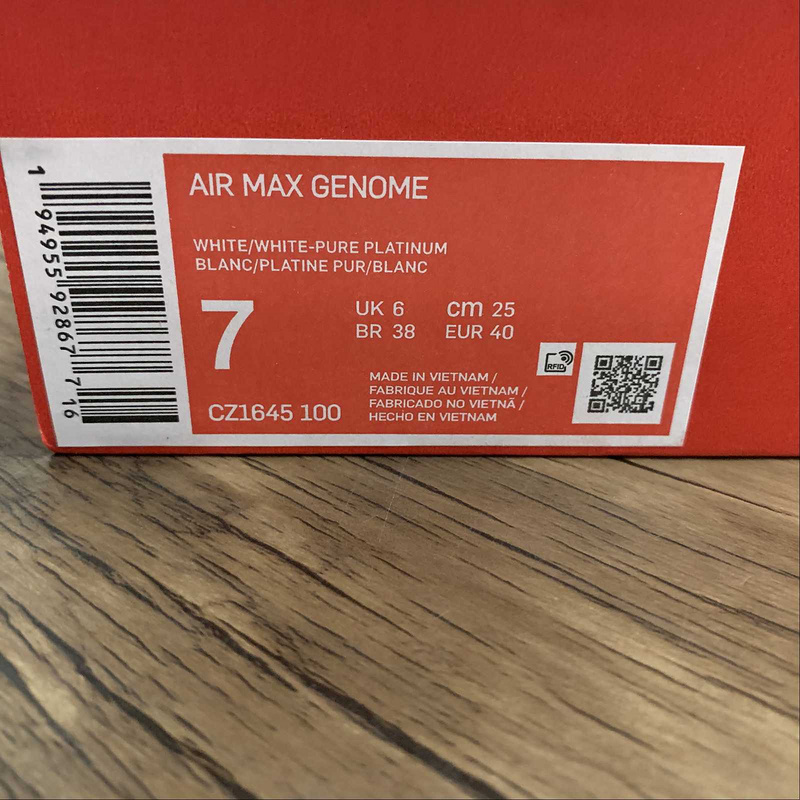 AIR MAX GENOME
WHITE/WHITE-PURE PLATINUM
BLANC/PLATINE PUR/BLANC
7
UK 6 cm 25
BR 38 EUR 40
CZ1645 100
MADE IN VIETNAM /
FABRIQUE AU VIETNAM /
FABRICADO NO VIETNÃ /
HECHO EN VIETNAM
RFID
1 94955 92867 7 16